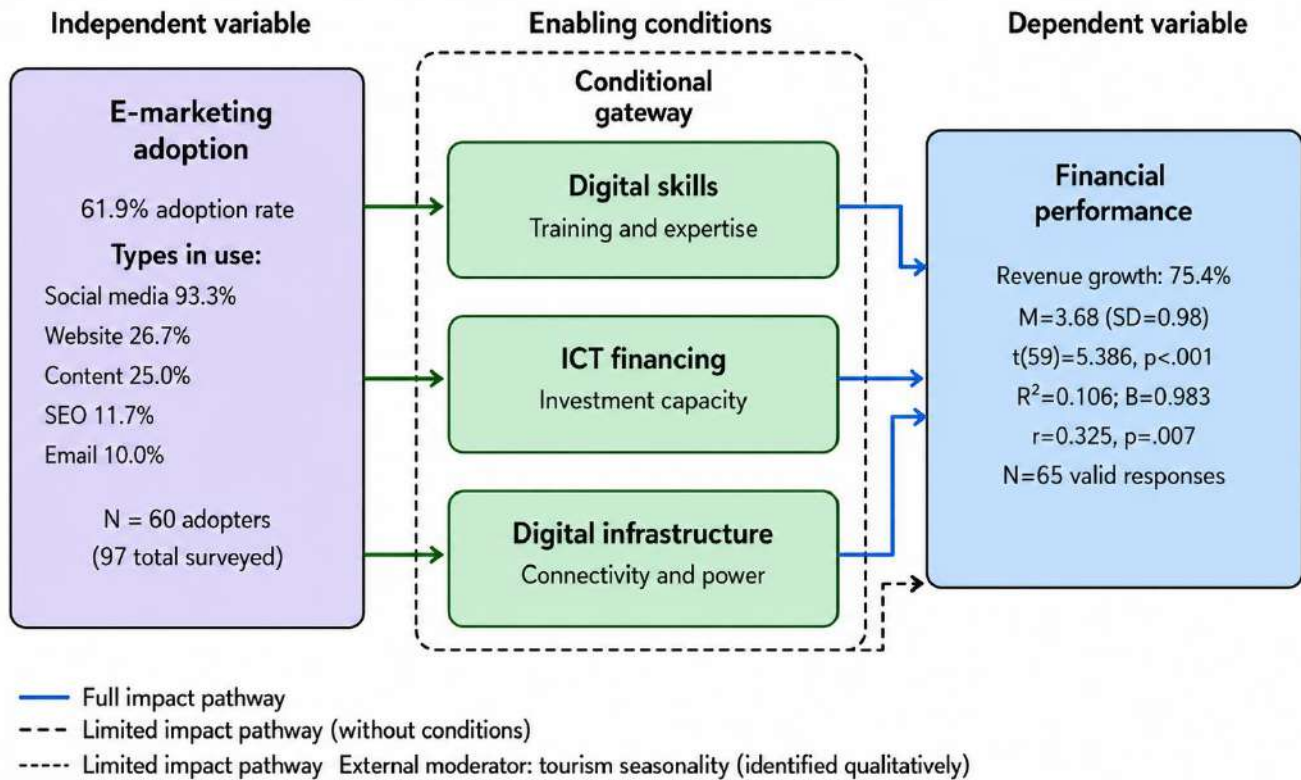 Independent variable
Enabling conditions
Dependent variable
E-marketing
adoption
61.9% adoption rate
Types in use:
Social media 93.3%
Website 26.7%
Content 25.0%
SEO 11.7%
Email 10.0%
N = 60 adopters
(97 total surveyed)
Conditional
gateway
Digital skills
Training and expertise
ICT financing
Investment capacity
Digital infrastructure
Connectivity and power
Financial
performance
Revenue growth: 75.4%
M=3.68 (SD=0.98)
t(59)=5.386, p<.001
R²=0.106; B=0.983
r=0.325, p=.007
N=65 valid responses
Full impact pathway
Limited impact pathway (without conditions)
Limited impact pathway External moderator: tourism seasonality (identified qualitatively)